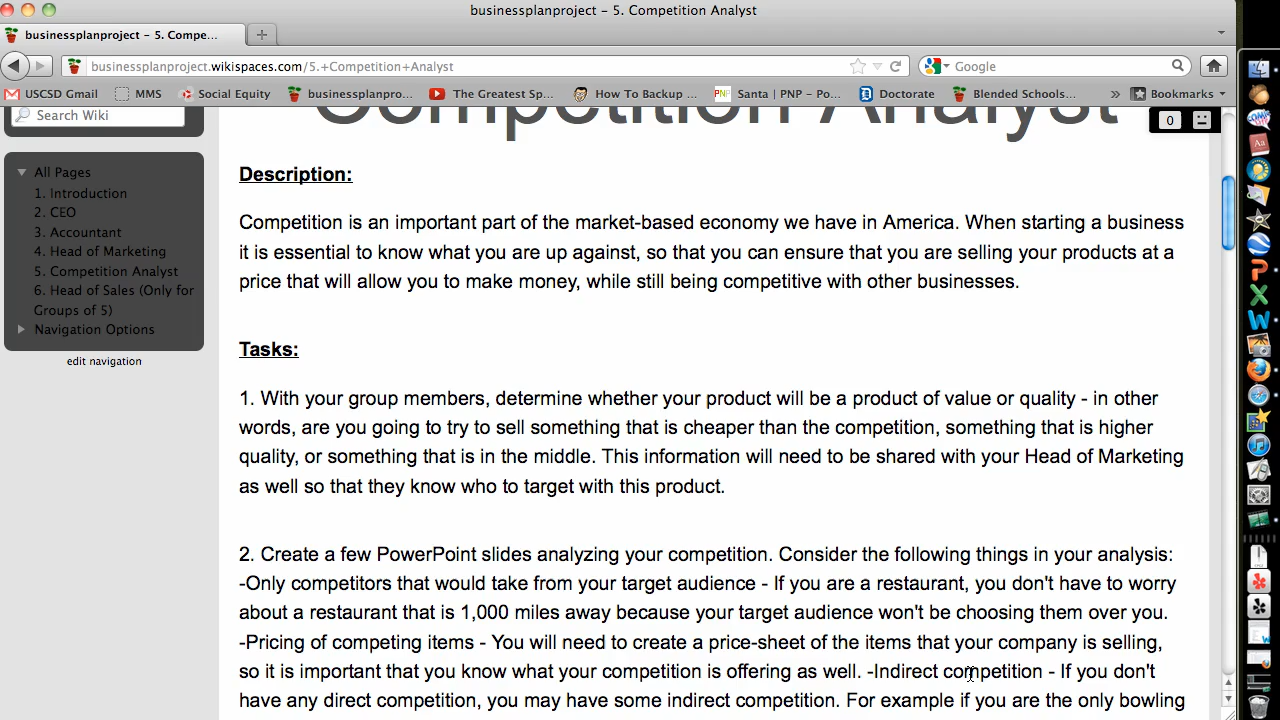 businessplanproject - 5. Competition Analyst
businessplanproject - 5. Compe...
businessplanproject.wikispaces.com/5.+Competition+Analyst
Google
USCSD Gmail
MMS
Social Equity
businessplanpro...
The Greatest Sp...
How To Backup ...
Santa | PNP - Po...
Doctorate
Blended Schools...
»
Bookmarks
Competition Analyst
0
Search Wiki
All Pages
1. Introduction
2. CEO
3. Accountant
4. Head of Marketing
5. Competition Analyst
6. Head of Sales (Only for
Groups of 5)
Navigation Options
edit navigation
Description:
Competition is an important part of the market-based economy we have in America. When starting a business
it is essential to know what you are up against, so that you can ensure that you are selling your products at a
price that will allow you to make money, while still being competitive with other businesses.
Tasks:
1. With your group members, determine whether your product will be a product of value or quality - in other
words, are you going to try to sell something that is cheaper than the competition, something that is higher
quality, or something that is in the middle. This information will need to be shared with your Head of Marketing
as well so that they know who to target with this product.
2. Create a few PowerPoint slides analyzing your competition. Consider the following things in your analysis:
-Only competitors that would take from your target audience - If you are a restaurant, you don't have to worry
about a restaurant that is 1,000 miles away because your target audience won't be choosing them over you.
-Pricing of competing items - You will need to create a price-sheet of the items that your company is selling,
so it is important that you know what your competition is offering as well. -Indirect competition - If you don't
have any direct competition, you may have some indirect competition. For example if you are the only bowling